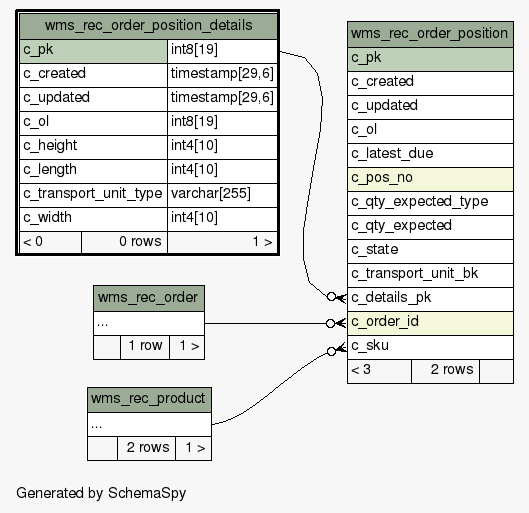 wms_rec_order_position_details
c_pk int8[19]
c_created timestamp[29,6]
c_updated timestamp[29,6]
c_ol int8[19]
c_height int4[10]
c_length int4[10]
c_transport_unit_type varchar[255]
c_width int4[10]
< 0 0 rows 1 >
wms_rec_order_position
c_pk
c_created
c_updated
c_ol
c_latest_due
c_pos_no
c_qty_expected_type
c_qty_expected
c_state
c_transport_unit_bk
c_details_pk
c_order_id
c_sku
< 3 2 rows
wms_rec_order
...
1 row 1 >
wms_rec_product
...
2 rows 1 >
Generated by SchemaSpy